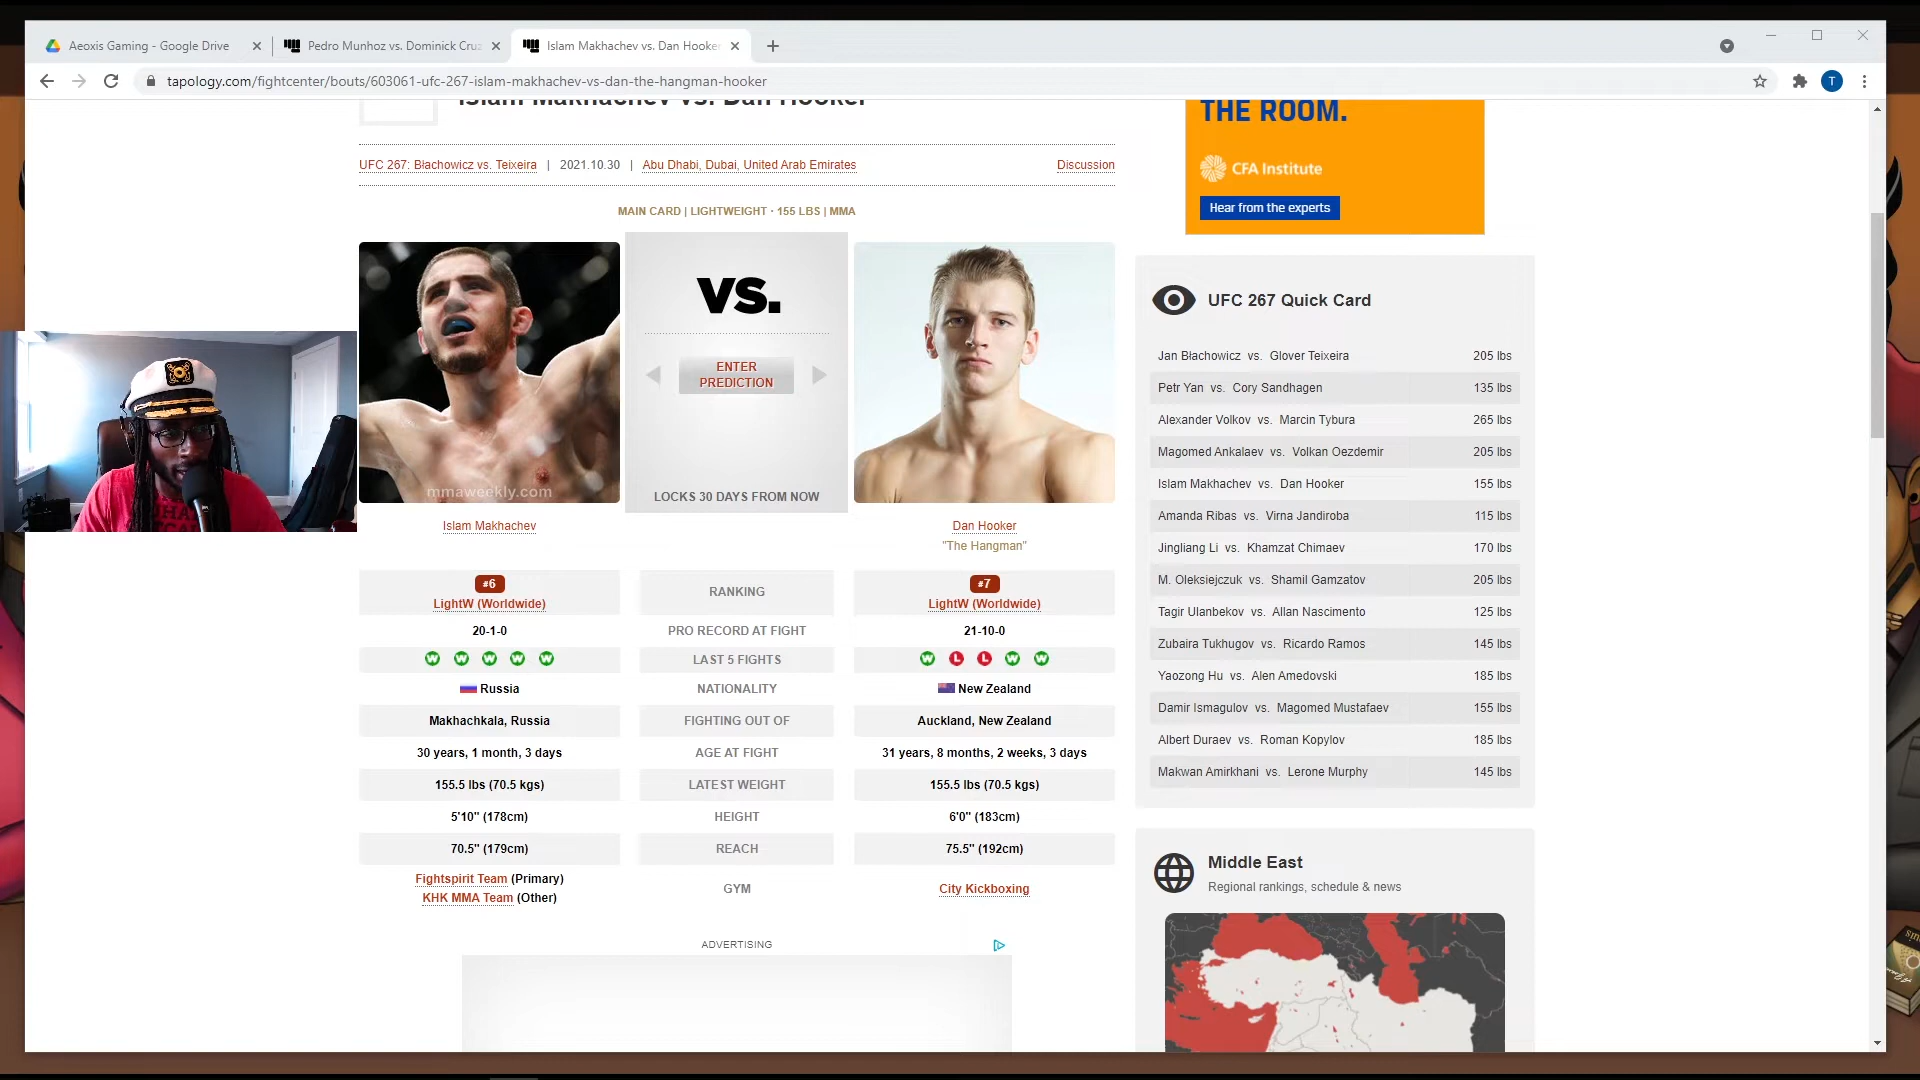 Aeoxis Gaming - Google Drive
Pedro Munhoz vs. Dominick Cruz
Islam Makhachev vs. Dan Hooker
tapology.com/fightcenter/bouts/603061-ufc-267-islam-makhachev-vs-dan-the-hangman-hooker
T
Islam Makhachev vs. Dan Hooker
UFC 267: Błachowicz vs. Teixeira | 2021.10.30 | Abu Dhabi, Dubai, United Arab Emirates
Discussion
MAIN CARD | LIGHTWEIGHT · 155 LBS | MMA
VS.
ENTER
PREDICTION
LOCKS 30 DAYS FROM NOW
mmaweekly.com
Islam Makhachev
Dan Hooker
"The Hangman"
#6
LightW (Worldwide)
RANKING
#7
LightW (Worldwide)
20-1-0 PRO RECORD AT FIGHT 21-10-0
W W W W W LAST 5 FIGHTS W L L W W
Russia NATIONALITY New Zealand
Makhachkala, Russia FIGHTING OUT OF Auckland, New Zealand
30 years, 1 month, 3 days AGE AT FIGHT 31 years, 8 months, 2 weeks, 3 days
155.5 lbs (70.5 kgs) LATEST WEIGHT 155.5 lbs (70.5 kgs)
5'10" (178cm) HEIGHT 6'0" (183cm)
70.5" (179cm) REACH 75.5" (192cm)
Fightspirit Team (Primary)
KHK MMA Team (Other)
GYM
City Kickboxing
ADVERTISING
THE ROOM.
CFA Institute
Hear from the experts
UFC 267 Quick Card
Jan Błachowicz vs. Glover Teixeira 205 lbs
Petr Yan vs. Cory Sandhagen 135 lbs
Alexander Volkov vs. Marcin Tybura 265 lbs
Magomed Ankalaev vs. Volkan Oezdemir 205 lbs
Islam Makhachev vs. Dan Hooker 155 lbs
Amanda Ribas vs. Virna Jandiroba 115 lbs
Jingliang Li vs. Khamzat Chimaev 170 lbs
M. Oleksiejczuk vs. Shamil Gamzatov 205 lbs
Tagir Ulanbekov vs. Allan Nascimento 125 lbs
Zubaira Tukhugov vs. Ricardo Ramos 145 lbs
Yaozong Hu vs. Alen Amedovski 185 lbs
Damir Ismagulov vs. Magomed Mustafaev 155 lbs
Albert Duraev vs. Roman Kopylov 185 lbs
Makwan Amirkhani vs. Lerone Murphy 145 lbs
Middle East
Regional rankings, schedule & news